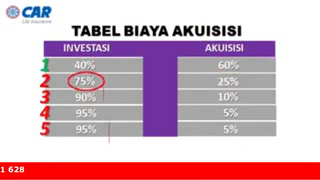 CAR
Life Insurance
TABEL BIAYA AKUISISI
INVESTASI AKUISISI
1 40% 60%
2 75% 25%
3 90% 10%
4 95% 5%
5 95% 5%
1 628